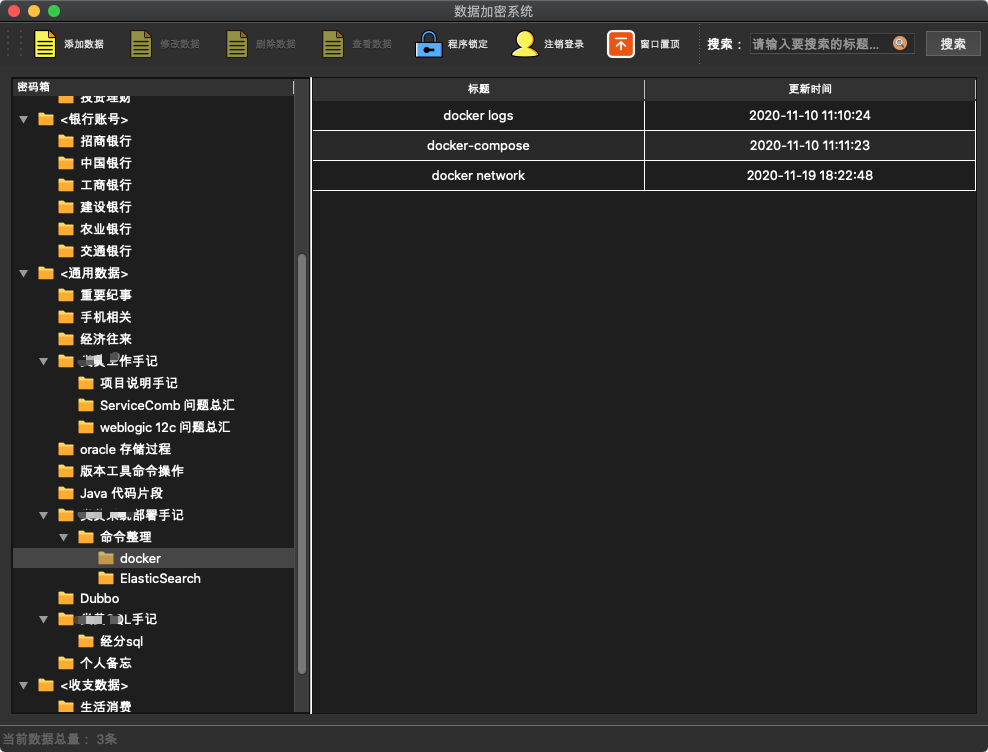 数据加密系统
添加数据 修改数据 删除数据 查看数据 程序锁定 注销登录 窗口置顶 搜索： 请输入要搜索的标题... 搜索
密码箱
投资理财
<银行账号>
招商银行
中国银行
工商银行
建设银行
农业银行
交通银行
<通用数据>
重要纪事
手机相关
经济往来
工作手记
项目说明手记
ServiceComb 问题总汇
weblogic 12c 问题总汇
oracle 存储过程
版本工具命令操作
Java 代码片段
部署手记
命令整理
docker
ElasticSearch
Dubbo
QL手记
经分sql
个人备忘
<收支数据>
生活消费
标题 更新时间
docker logs 2020-11-10 11:10:24
docker-compose 2020-11-10 11:11:23
docker network 2020-11-19 18:22:48
当前数据总量： 3条